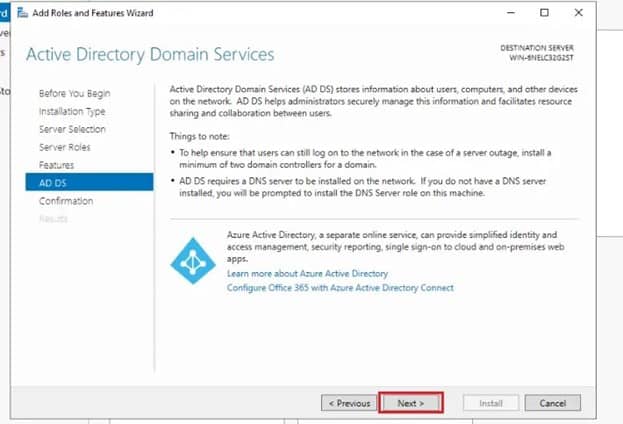 Add Roles and Features Wizard
Active Directory Domain Services
DESTINATION SERVER
WIN-6NELC32G2ST
Before You Begin
Installation Type
Server Selection
Server Roles
Features
AD DS
Confirmation
Results
Active Directory Domain Services (AD DS) stores information about users, computers, and other devices
on the network. AD DS helps administrators securely manage this information and facilitates resource
sharing and collaboration between users.
Things to note:
• To help ensure that users can still log on to the network in the case of a server outage, install a
minimum of two domain controllers for a domain.
• AD DS requires a DNS server to be installed on the network. If you do not have a DNS server
installed, you will be prompted to install the DNS Server role on this machine.
Azure Active Directory, a separate online service, can provide simplified identity and
access management, security reporting, single sign-on to cloud and on-premises web
apps.
Learn more about Azure Active Directory
Configure Office 365 with Azure Active Directory Connect
< Previous
Next >
Install
Cancel